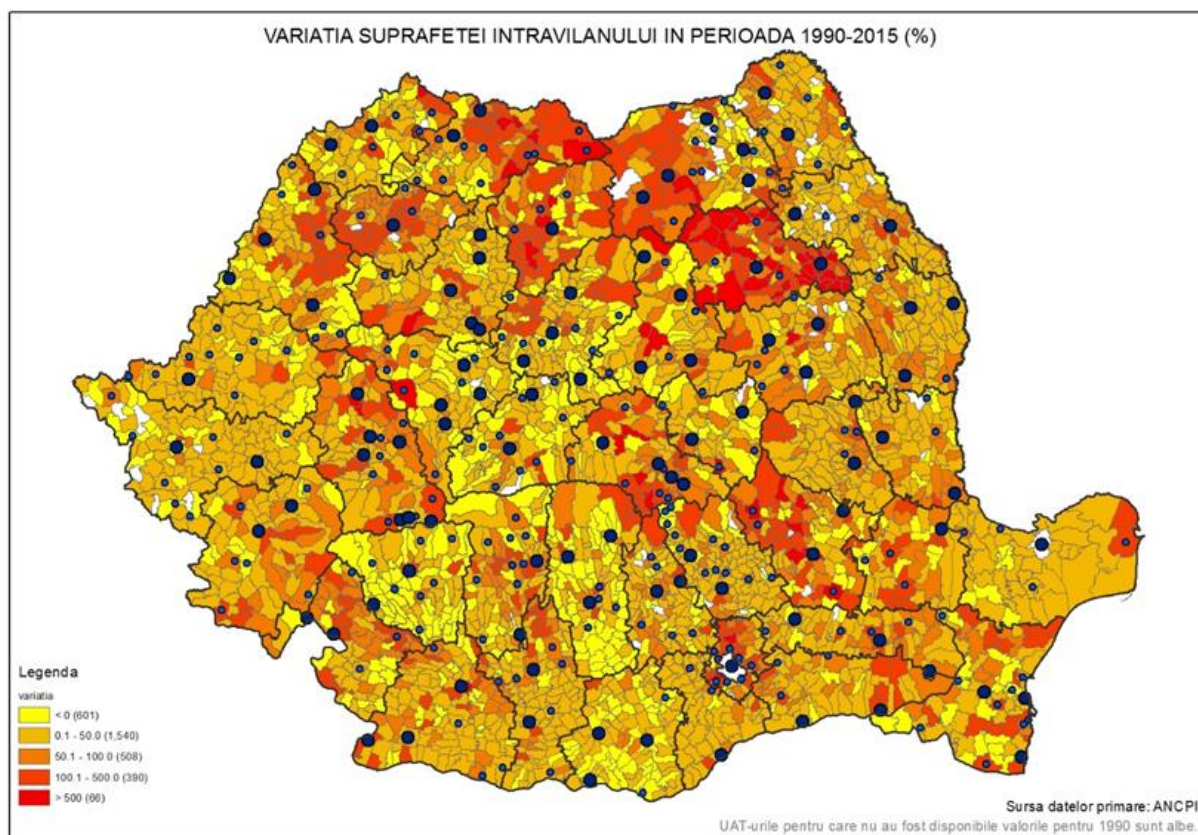 VARIATIA SUPRAFETEI INTRAVILANULUI IN PERIOADA 1990-2015 (%)
Legenda
variatia
< 0 (601)
0.1 - 50.0 (1,540)
50.1 - 100.0 (508)
100.1 - 500.0 (390)
> 500 (66)
Sursa datelor primare: ANCPI
UAT-urile pentru care nu au fost disponibile valorile pentru 1990 sunt albe.